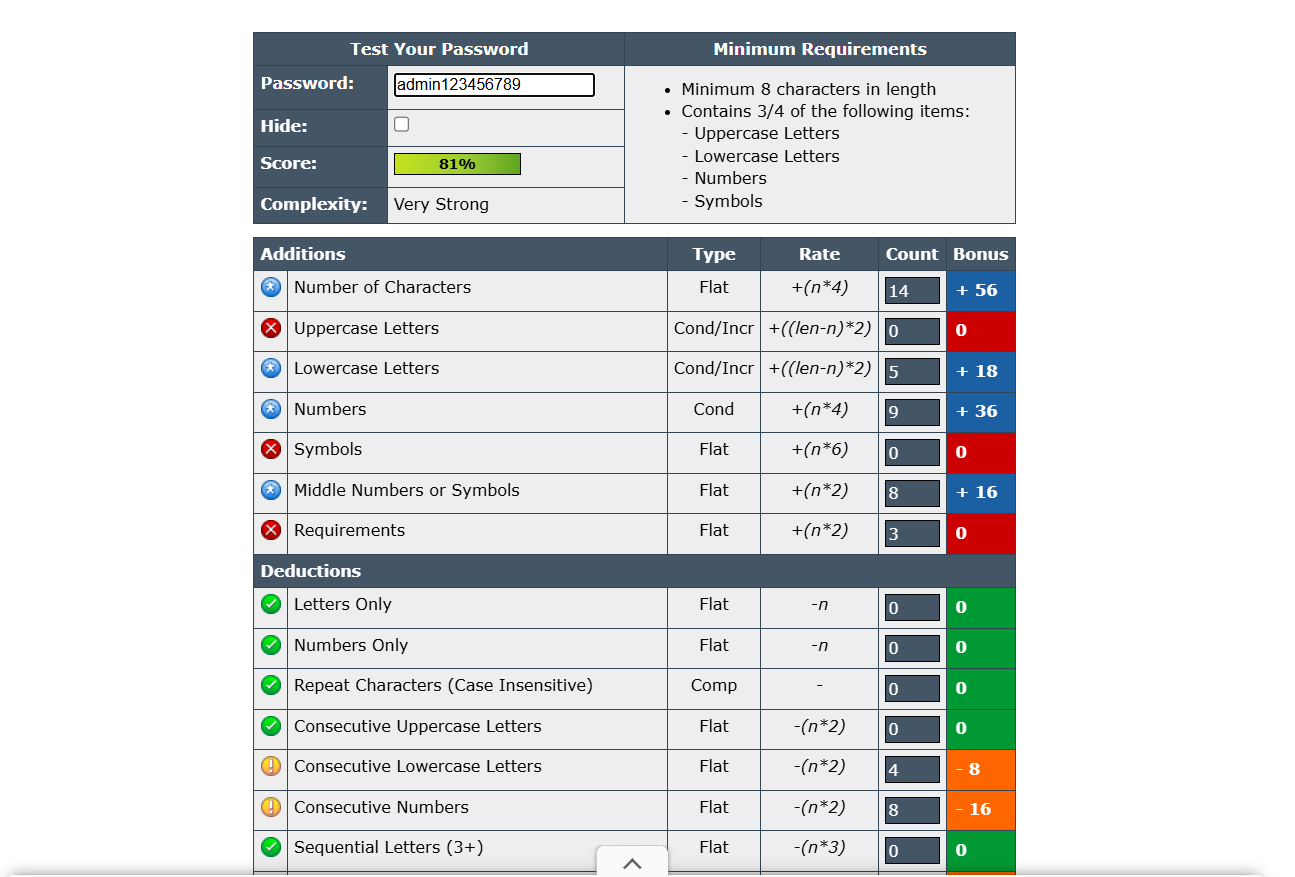 Test Your Password Minimum Requirements
Password: admin123456789
Hide:
Score: 81%
Complexity: Very Strong
• Minimum 8 characters in length
• Contains 3/4 of the following items:
- Uppercase Letters
- Lowercase Letters
- Numbers
- Symbols
Additions Type Rate Count Bonus
Number of Characters Flat +(n*4) 14 + 56
Uppercase Letters Cond/Incr +((len-n)*2) 0 0
Lowercase Letters Cond/Incr +((len-n)*2) 5 + 18
Numbers Cond +(n*4) 9 + 36
Symbols Flat +(n*6) 0 0
Middle Numbers or Symbols Flat +(n*2) 8 + 16
Requirements Flat +(n*2) 3 0
Deductions
Letters Only Flat -n 0 0
Numbers Only Flat -n 0 0
Repeat Characters (Case Insensitive) Comp - 0 0
Consecutive Uppercase Letters Flat -(n*2) 0 0
Consecutive Lowercase Letters Flat -(n*2) 4 - 8
Consecutive Numbers Flat -(n*2) 8 - 16
Sequential Letters (3+) Flat -(n*3) 0 0